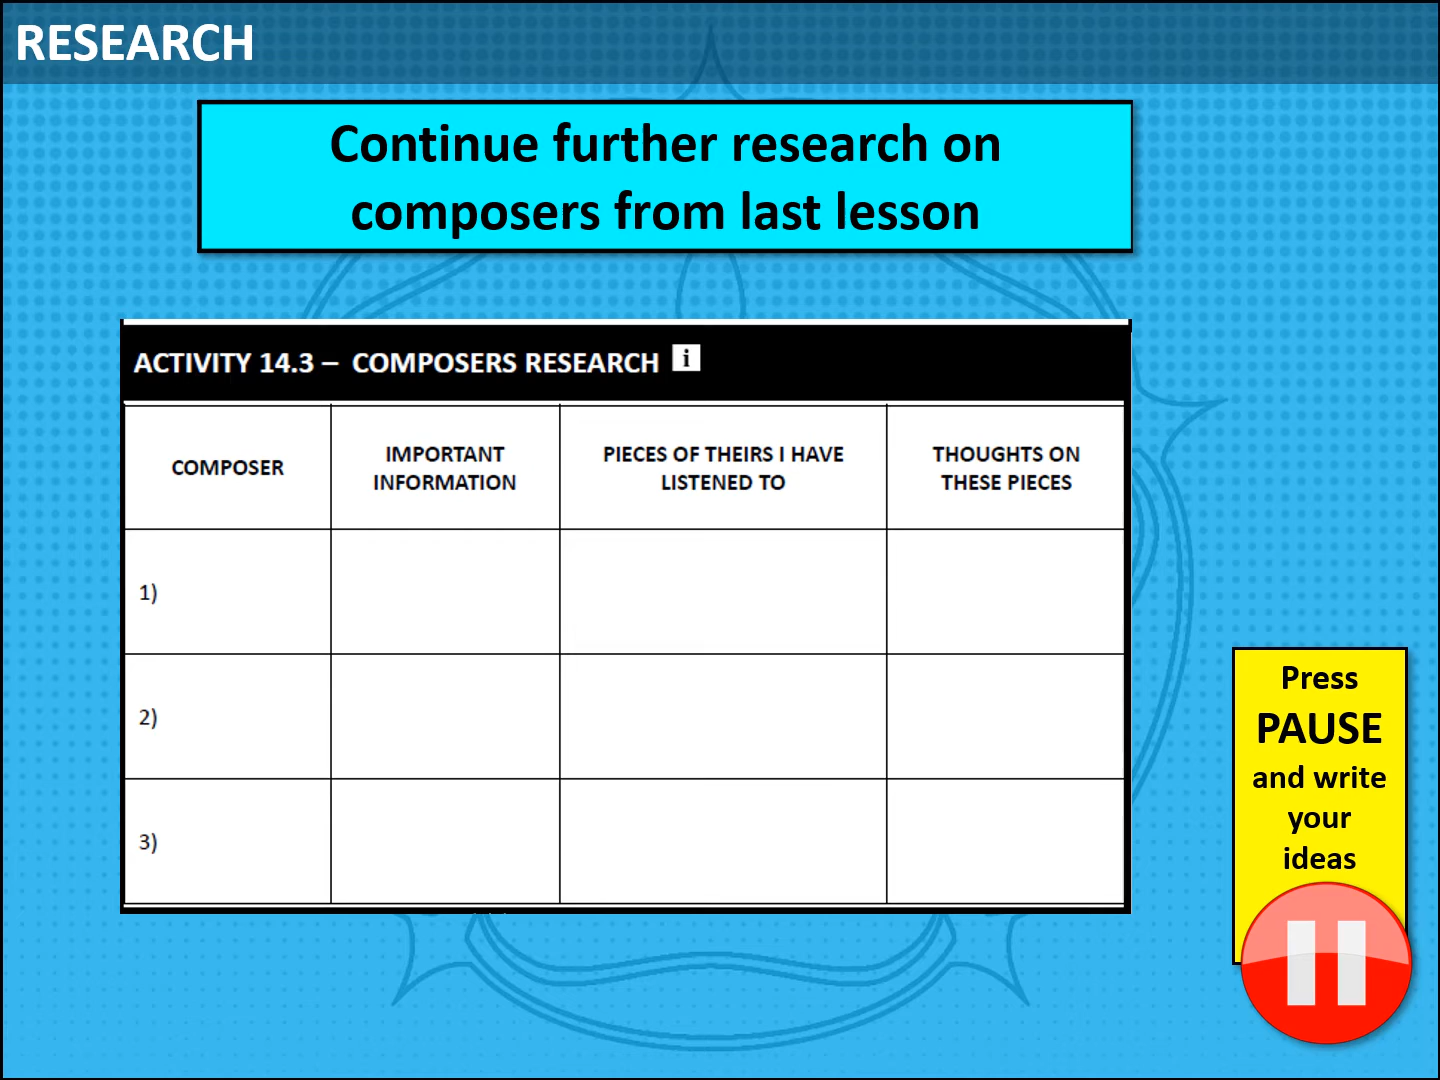 RESEARCH
Continue further research on
composers from last lesson
ACTIVITY 14.3 – COMPOSERS RESEARCH i
COMPOSER
IMPORTANT
INFORMATION
PIECES OF THEIRS I HAVE
LISTENED TO
THOUGHTS ON
THESE PIECES
1)
2)
3)
Press
PAUSE
and write
your
ideas